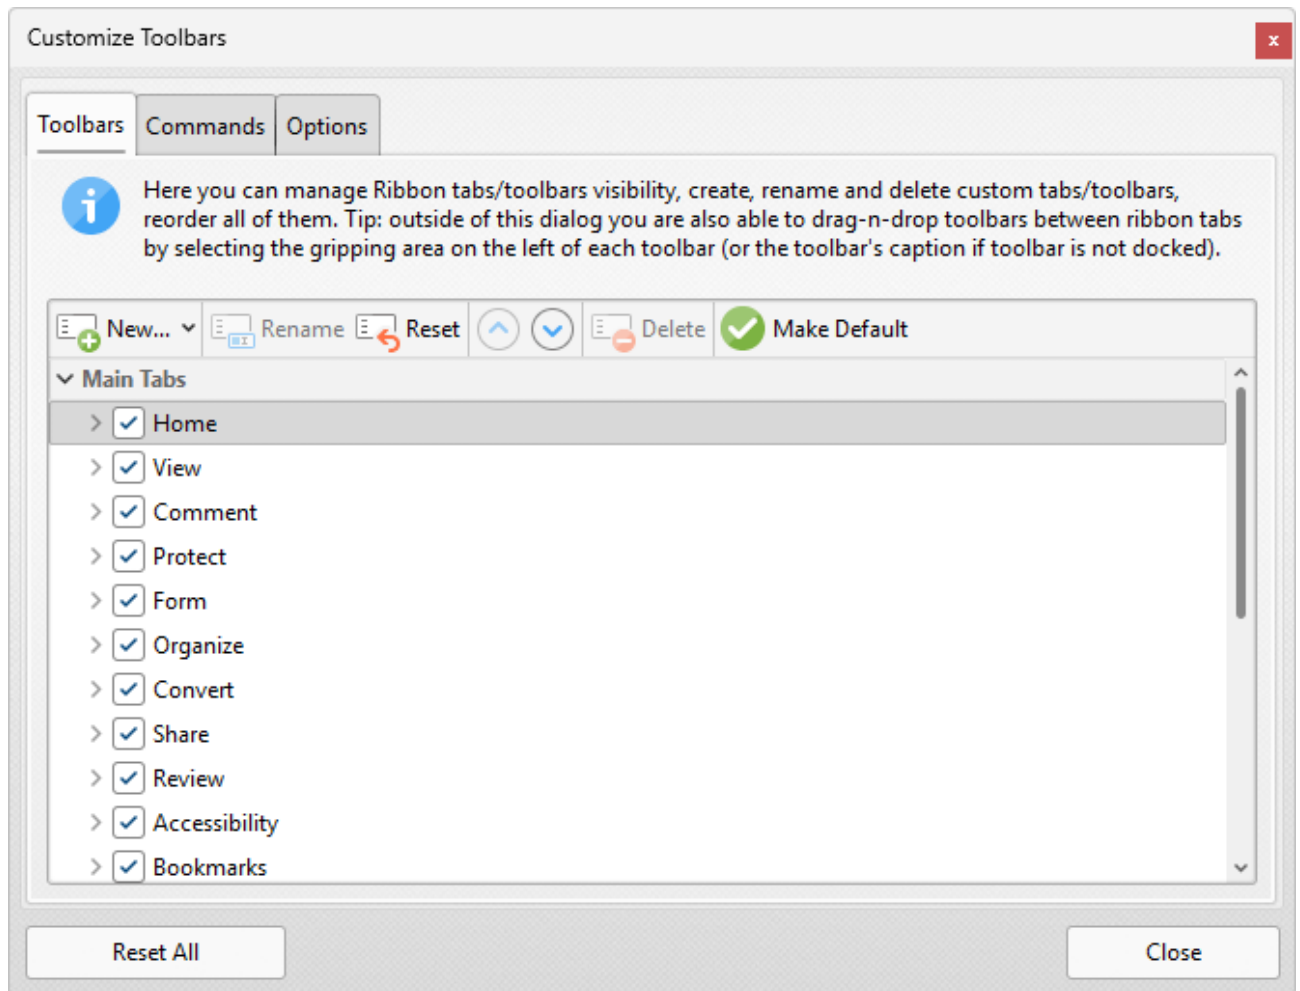 Customize Toolbars
x
Toolbars Commands Options
Here you can manage Ribbon tabs/toolbars visibility, create, rename and delete custom tabs/toolbars,
reorder all of them. Tip: outside of this dialog you are also able to drag-n-drop toolbars between ribbon tabs
by selecting the gripping area on the left of each toolbar (or the toolbar's caption if toolbar is not docked).
New... Rename Reset Delete Make Default
Main Tabs
Home
View
Comment
Protect
Form
Organize
Convert
Share
Review
Accessibility
Bookmarks
Reset All Close